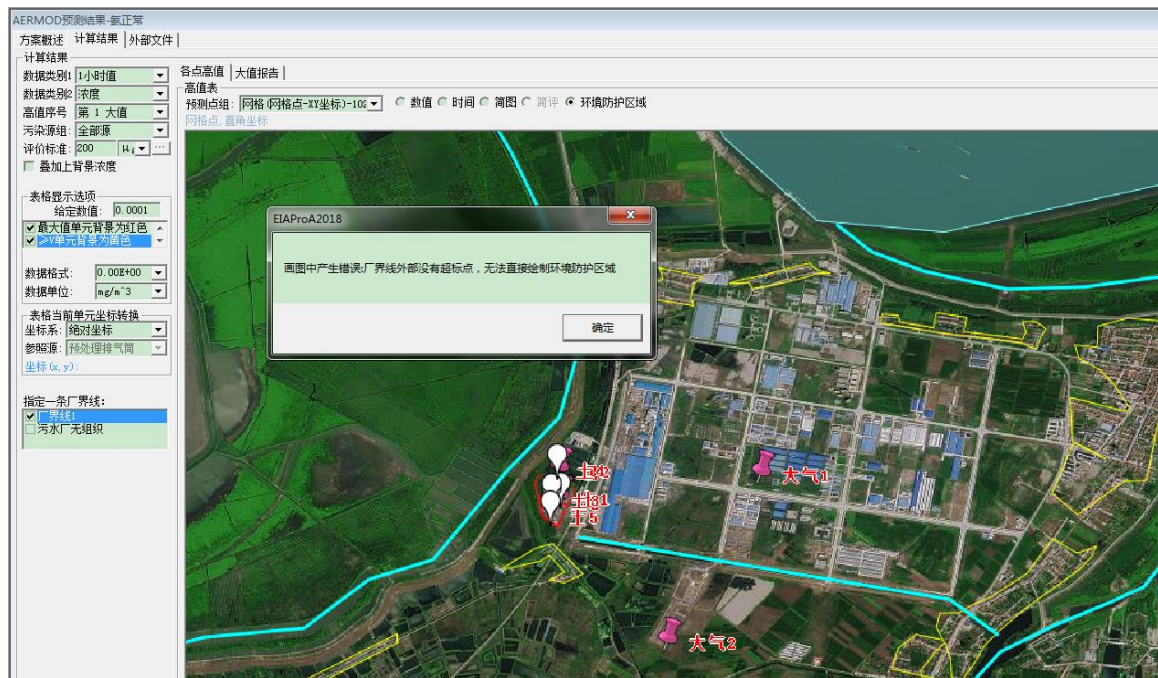 AERMOD预测结果-氨正常
方案概述 计算结果 外部文件
计算结果
数据类别1 1小时值
数据类别2 浓度
高值序号 第 1 大值
污染源组: 全部源
评价标准: 200
叠加上背景浓度
表格显示选项
给定数值: 0.0001
最大值单元背景为红色
≥V单元背景为黄色
数据格式: 0.00E+00
数据单位: mg/m^3
表格当前单元坐标转换
坐标系: 绝对坐标
参照源: 预处理排气筒
坐标(x,y):
指定一条厂界线:
厂界线1
污水厂无组织
各点高值 大值报告
高值表
预测点组: 网格(网格点-XY坐标)-102 数值 时间 简图 简评 环境防护区域
网格点,直角坐标
EIAProA2018
画图中产生错误:厂界线外部没有超标点，无法直接绘制环境防护区域
确定
大气1
土5
大气2